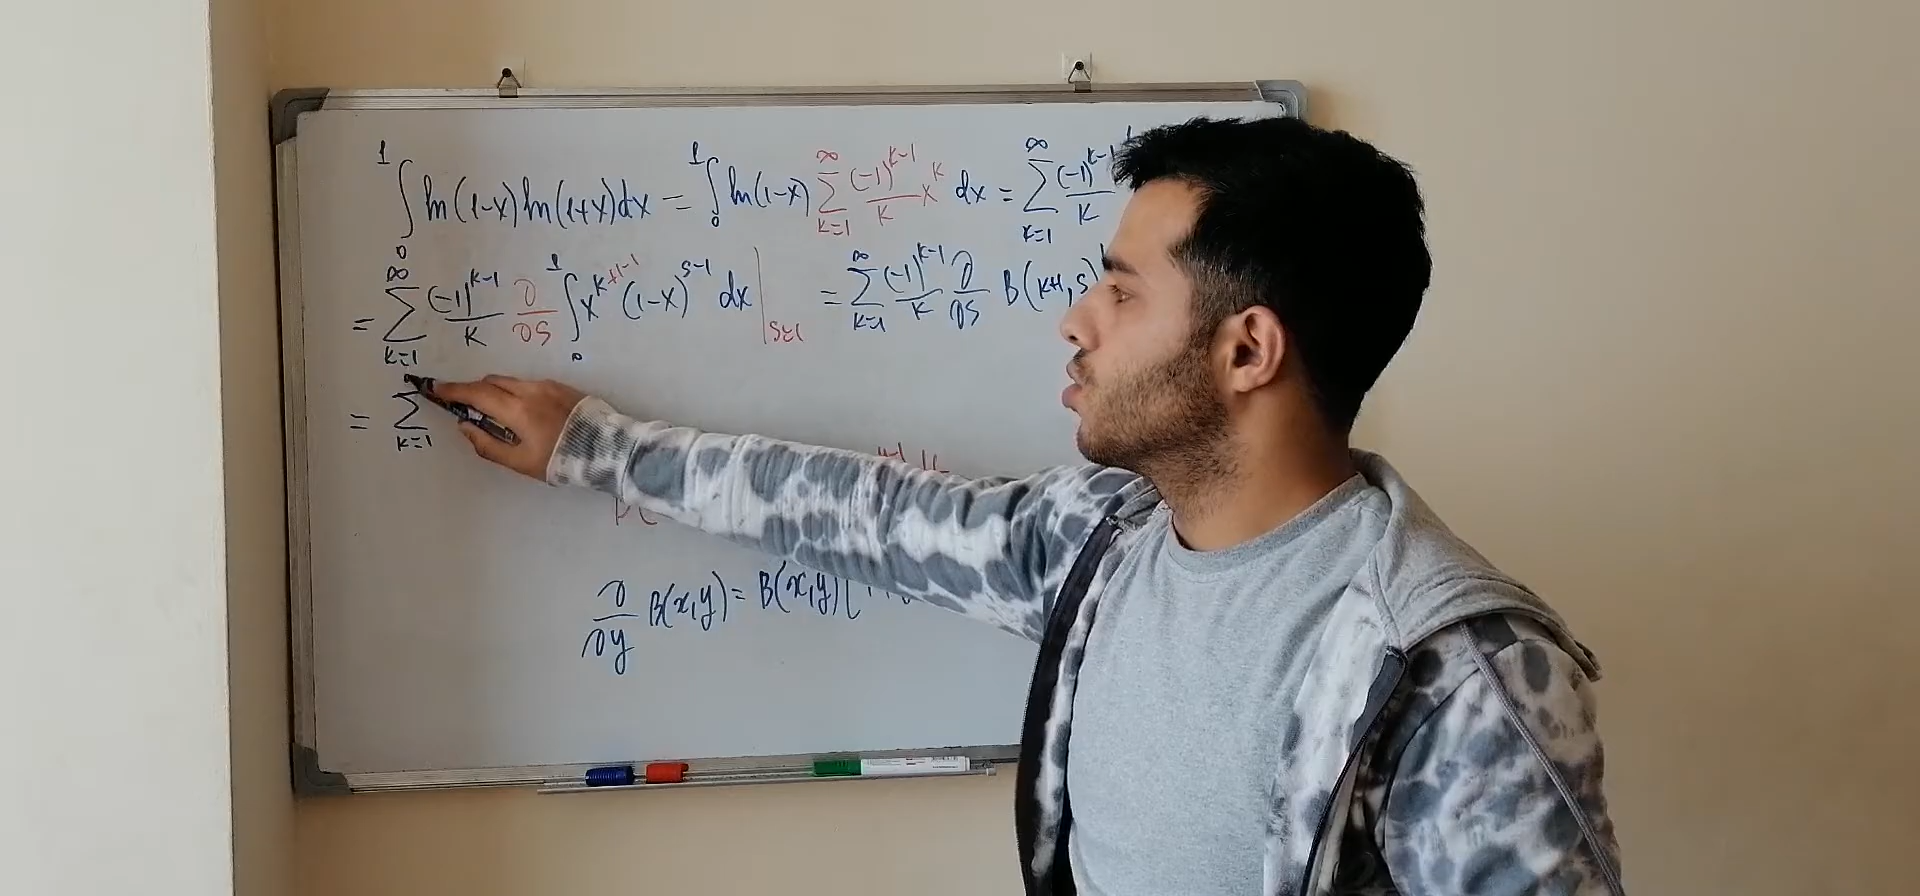 ∫₀¹ ln(1-x)ln(1+x)dx = ∫₀¹ ln(1-x) ∑_{k=1}^{∞} (-1)^{k-1}/k x^k dx = ∑_{k=1}^{∞} (-1)^{k-1}/k
= ∑_{k=1}^{∞} (-1)^{k-1}/k ∂/∂s ∫₀¹ x^{k+1-1} (1-x)^{s-1} dx |_{s=1} = ∑_{k=1}^{∞} (-1)^{k-1}/k ∂/∂s B(k+1,s)
= ∑_{k=1}^{∞}
∂/∂y B(x,y) = B(x,y)[